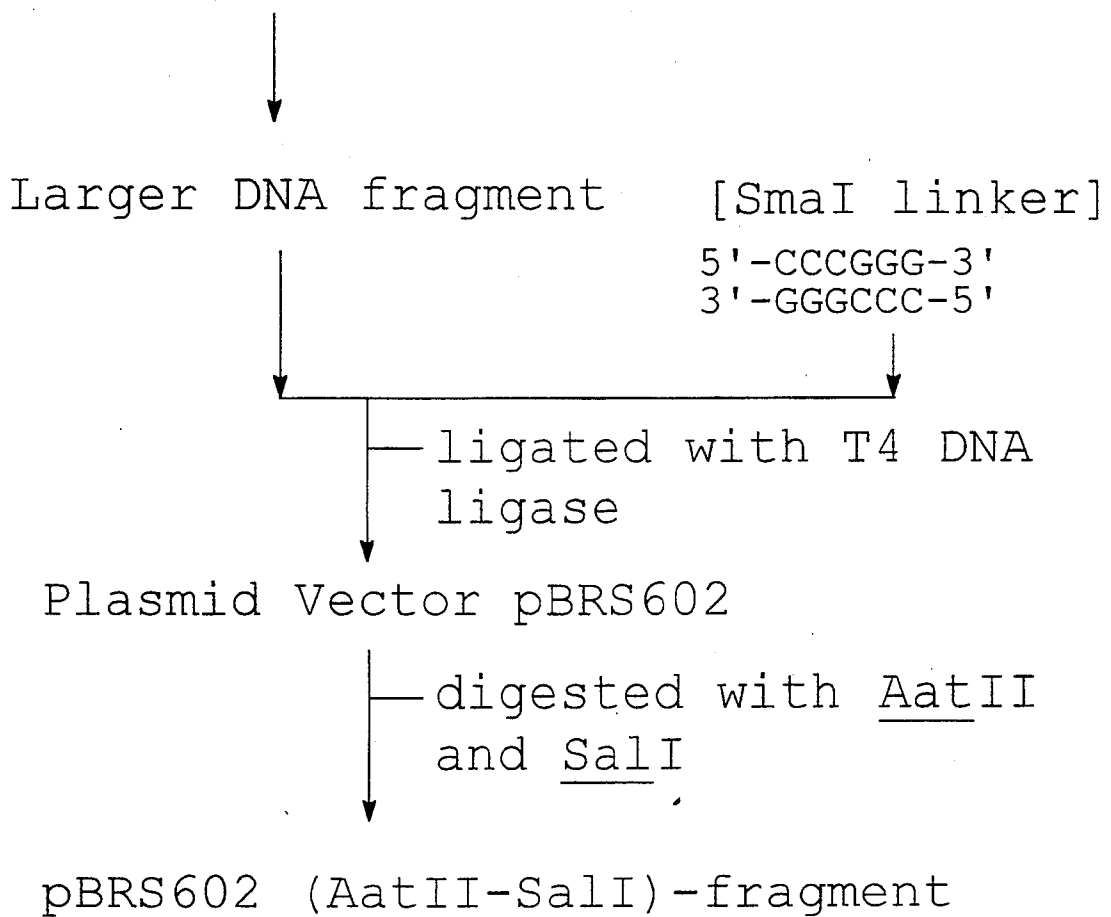 Larger DNA fragment
[SmaI linker]
5'-CCCGGG-3'
3'-GGGCCC-5'
ligated with T4 DNA
ligase
Plasmid Vector pBRS602
digested with AatII
and SalI
pBRS602 (AatII-SalI)-fragment